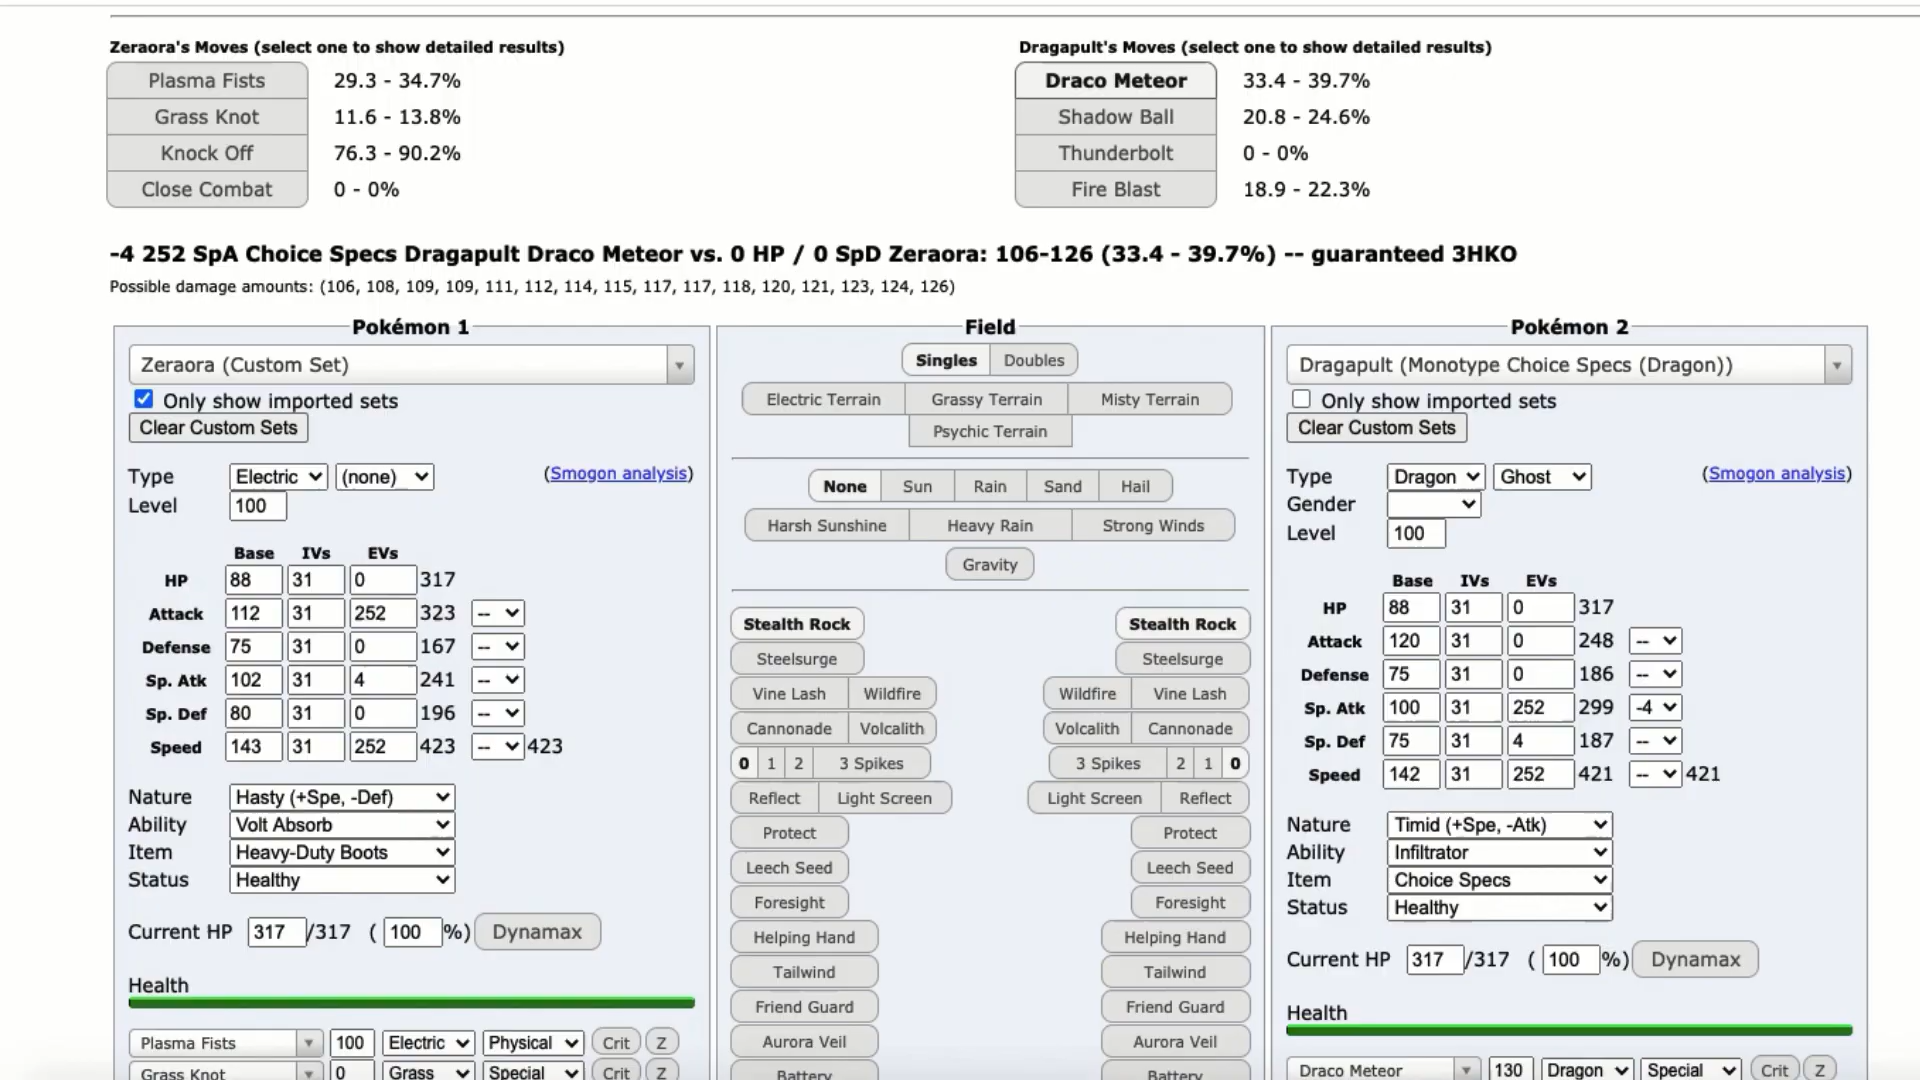 Zeraora's Moves (select one to show detailed results)
Plasma Fists 29.3 - 34.7%
Grass Knot 11.6 - 13.8%
Knock Off 76.3 - 90.2%
Close Combat 0 - 0%
Dragapult's Moves (select one to show detailed results)
Draco Meteor 33.4 - 39.7%
Shadow Ball 20.8 - 24.6%
Thunderbolt 0 - 0%
Fire Blast 18.9 - 22.3%
-4 252 SpA Choice Specs Dragapult Draco Meteor vs. 0 HP / 0 SpD Zeraora: 106-126 (33.4 - 39.7%) -- guaranteed 3HKO
Possible damage amounts: (106, 108, 109, 109, 111, 112, 114, 115, 117, 117, 118, 120, 121, 123, 124, 126)
Pokémon 1
Zeraora (Custom Set)
Only show imported sets
Clear Custom Sets
Type Electric (none) (Smogon analysis)
Level 100
Base IVs EVs
HP 88 31 0 317
Attack 112 31 252 323 --
Defense 75 31 0 167 --
Sp. Atk 102 31 4 241 --
Sp. Def 80 31 0 196 --
Speed 143 31 252 423 -- 423
Nature Hasty (+Spe, -Def)
Ability Volt Absorb
Item Heavy-Duty Boots
Status Healthy
Current HP 317/317 ( 100 %) Dynamax
Health
Plasma Fists 100 Electric Physical Crit Z
Grass Knot 0 Grass Special Crit Z
Field
Singles Doubles
Electric Terrain Grassy Terrain Misty Terrain
Psychic Terrain
None Sun Rain Sand Hail
Harsh Sunshine Heavy Rain Strong Winds
Gravity
Stealth Rock Stealth Rock
Steelsurge Steelsurge
Vine Lash Wildfire Wildfire Vine Lash
Cannonade Volcalith Volcalith Cannonade
0 1 2 3 Spikes 3 Spikes 2 1 0
Reflect Light Screen Light Screen Reflect
Protect Protect
Leech Seed Leech Seed
Foresight Foresight
Helping Hand Helping Hand
Tailwind Tailwind
Friend Guard Friend Guard
Aurora Veil Aurora Veil
Battery Battery
Pokémon 2
Dragapult (Monotype Choice Specs (Dragon))
Only show imported sets
Clear Custom Sets
Type Dragon Ghost (Smogon analysis)
Gender
Level 100
Base IVs EVs
HP 88 31 0 317
Attack 120 31 0 248 --
Defense 75 31 0 186 --
Sp. Atk 100 31 252 299 -4
Sp. Def 75 31 4 187 --
Speed 142 31 252 421 -- 421
Nature Timid (+Spe, -Atk)
Ability Infiltrator
Item Choice Specs
Status Healthy
Current HP 317/317 ( 100 %) Dynamax
Health
Draco Meteor 130 Dragon Special Crit Z